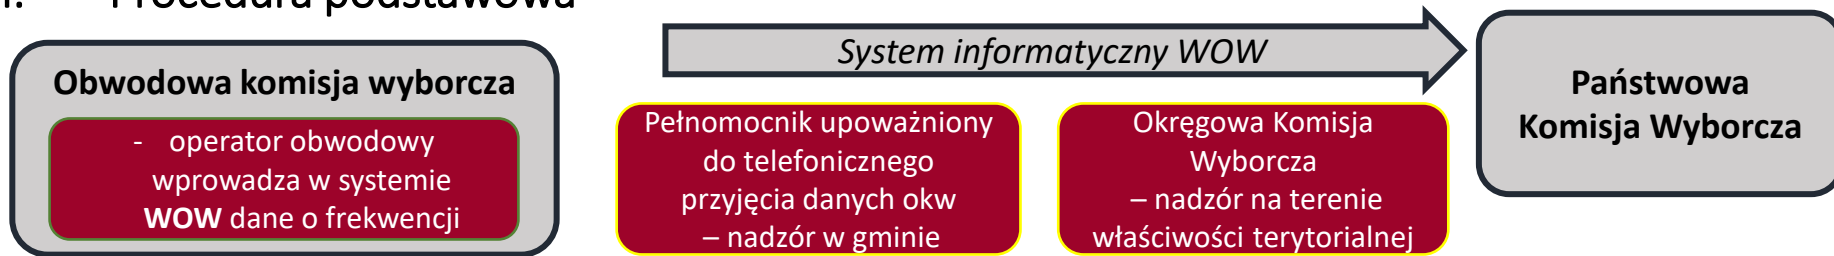 Procedura podstawowa
Obwodowa komisja wyborcza
- operator obwodowy
wprowadza w systemie
WOW dane o frekwencji
System informatyczny WOW
Pełnomocnik upoważniony
do telefonicznego
przyjęcia danych okw
– nadzór w gminie
Okręgowa Komisja
Wyborcza
– nadzór na terenie
właściwości terytorialnej
Państwowa
Komisja Wyborcza